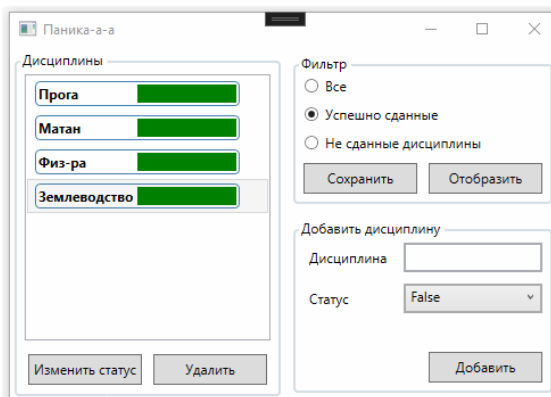 Паника-а-а
Дисциплины
Прога
Матан
Физ-ра
Землеводство
Изменить статус
Удалить
Фильтр
Все
Успешно сданные
Не сданные дисциплины
Сохранить
Отобразить
Добавить дисциплину
Дисциплина
Статус
False
Добавить